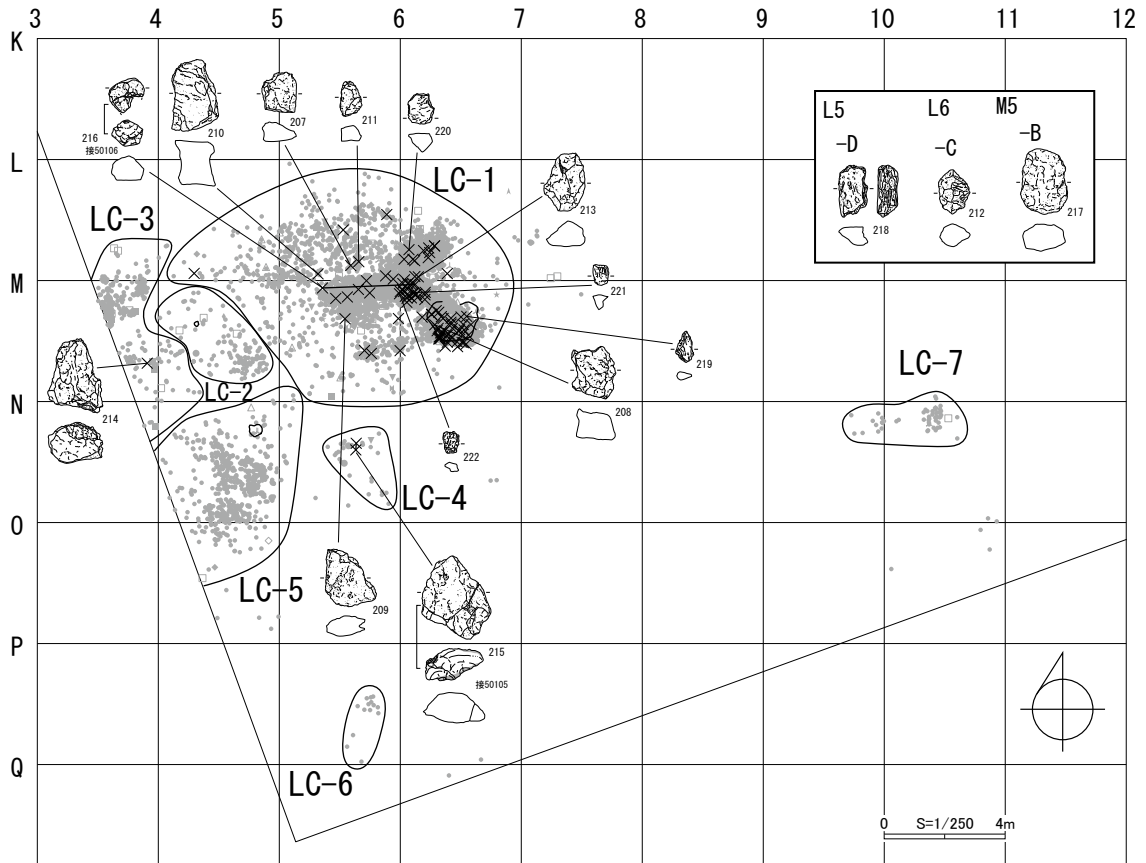 3 4 5 6 7 8 9 10 11 12
K
216
接50106
210
207
211
220
L5 L6 M5
-D -C -B
218
212
217
L
LC-1
LC-3
213
221
M
219
LC-7
LC-2
214
208
N
222
LC-4
O
LC-5
209
215
接50105
P
Q
LC-6
0 S=1/250 4m